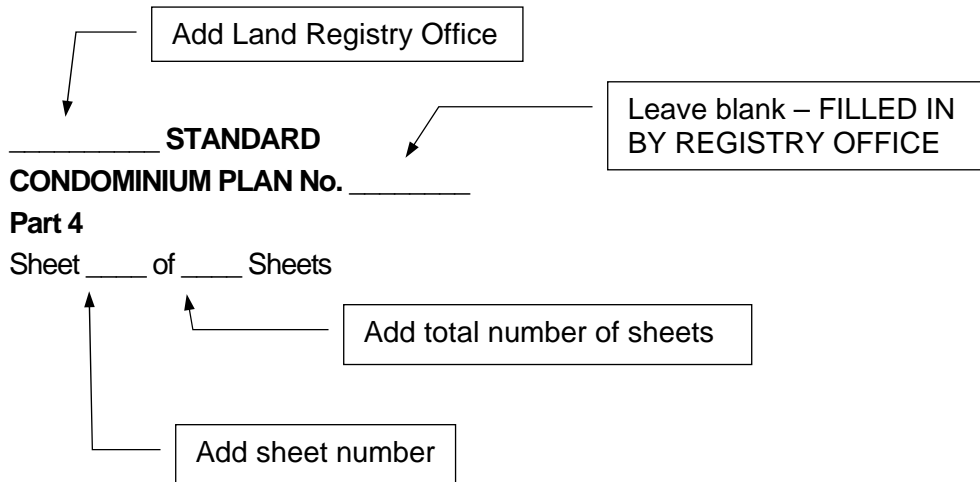 Add Land Registry Office
Leave blank – FILLED IN
BY REGISTRY OFFICE
__________ STANDARD
CONDOMINIUM PLAN No. ________
Part 4
Sheet ____ of ____ Sheets
Add total number of sheets
Add sheet number